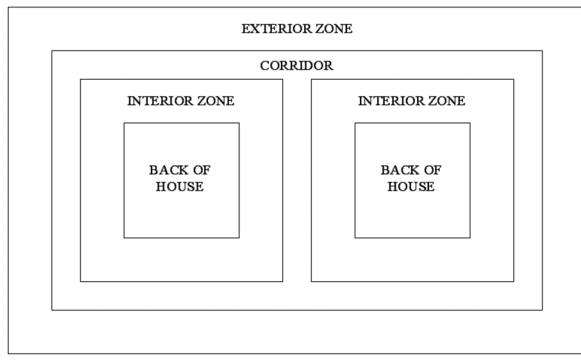 EXTERIOR ZONE
CORRIDOR
INTERIOR ZONE
BACK OF
HOUSE
INTERIOR ZONE
BACK OF
HOUSE